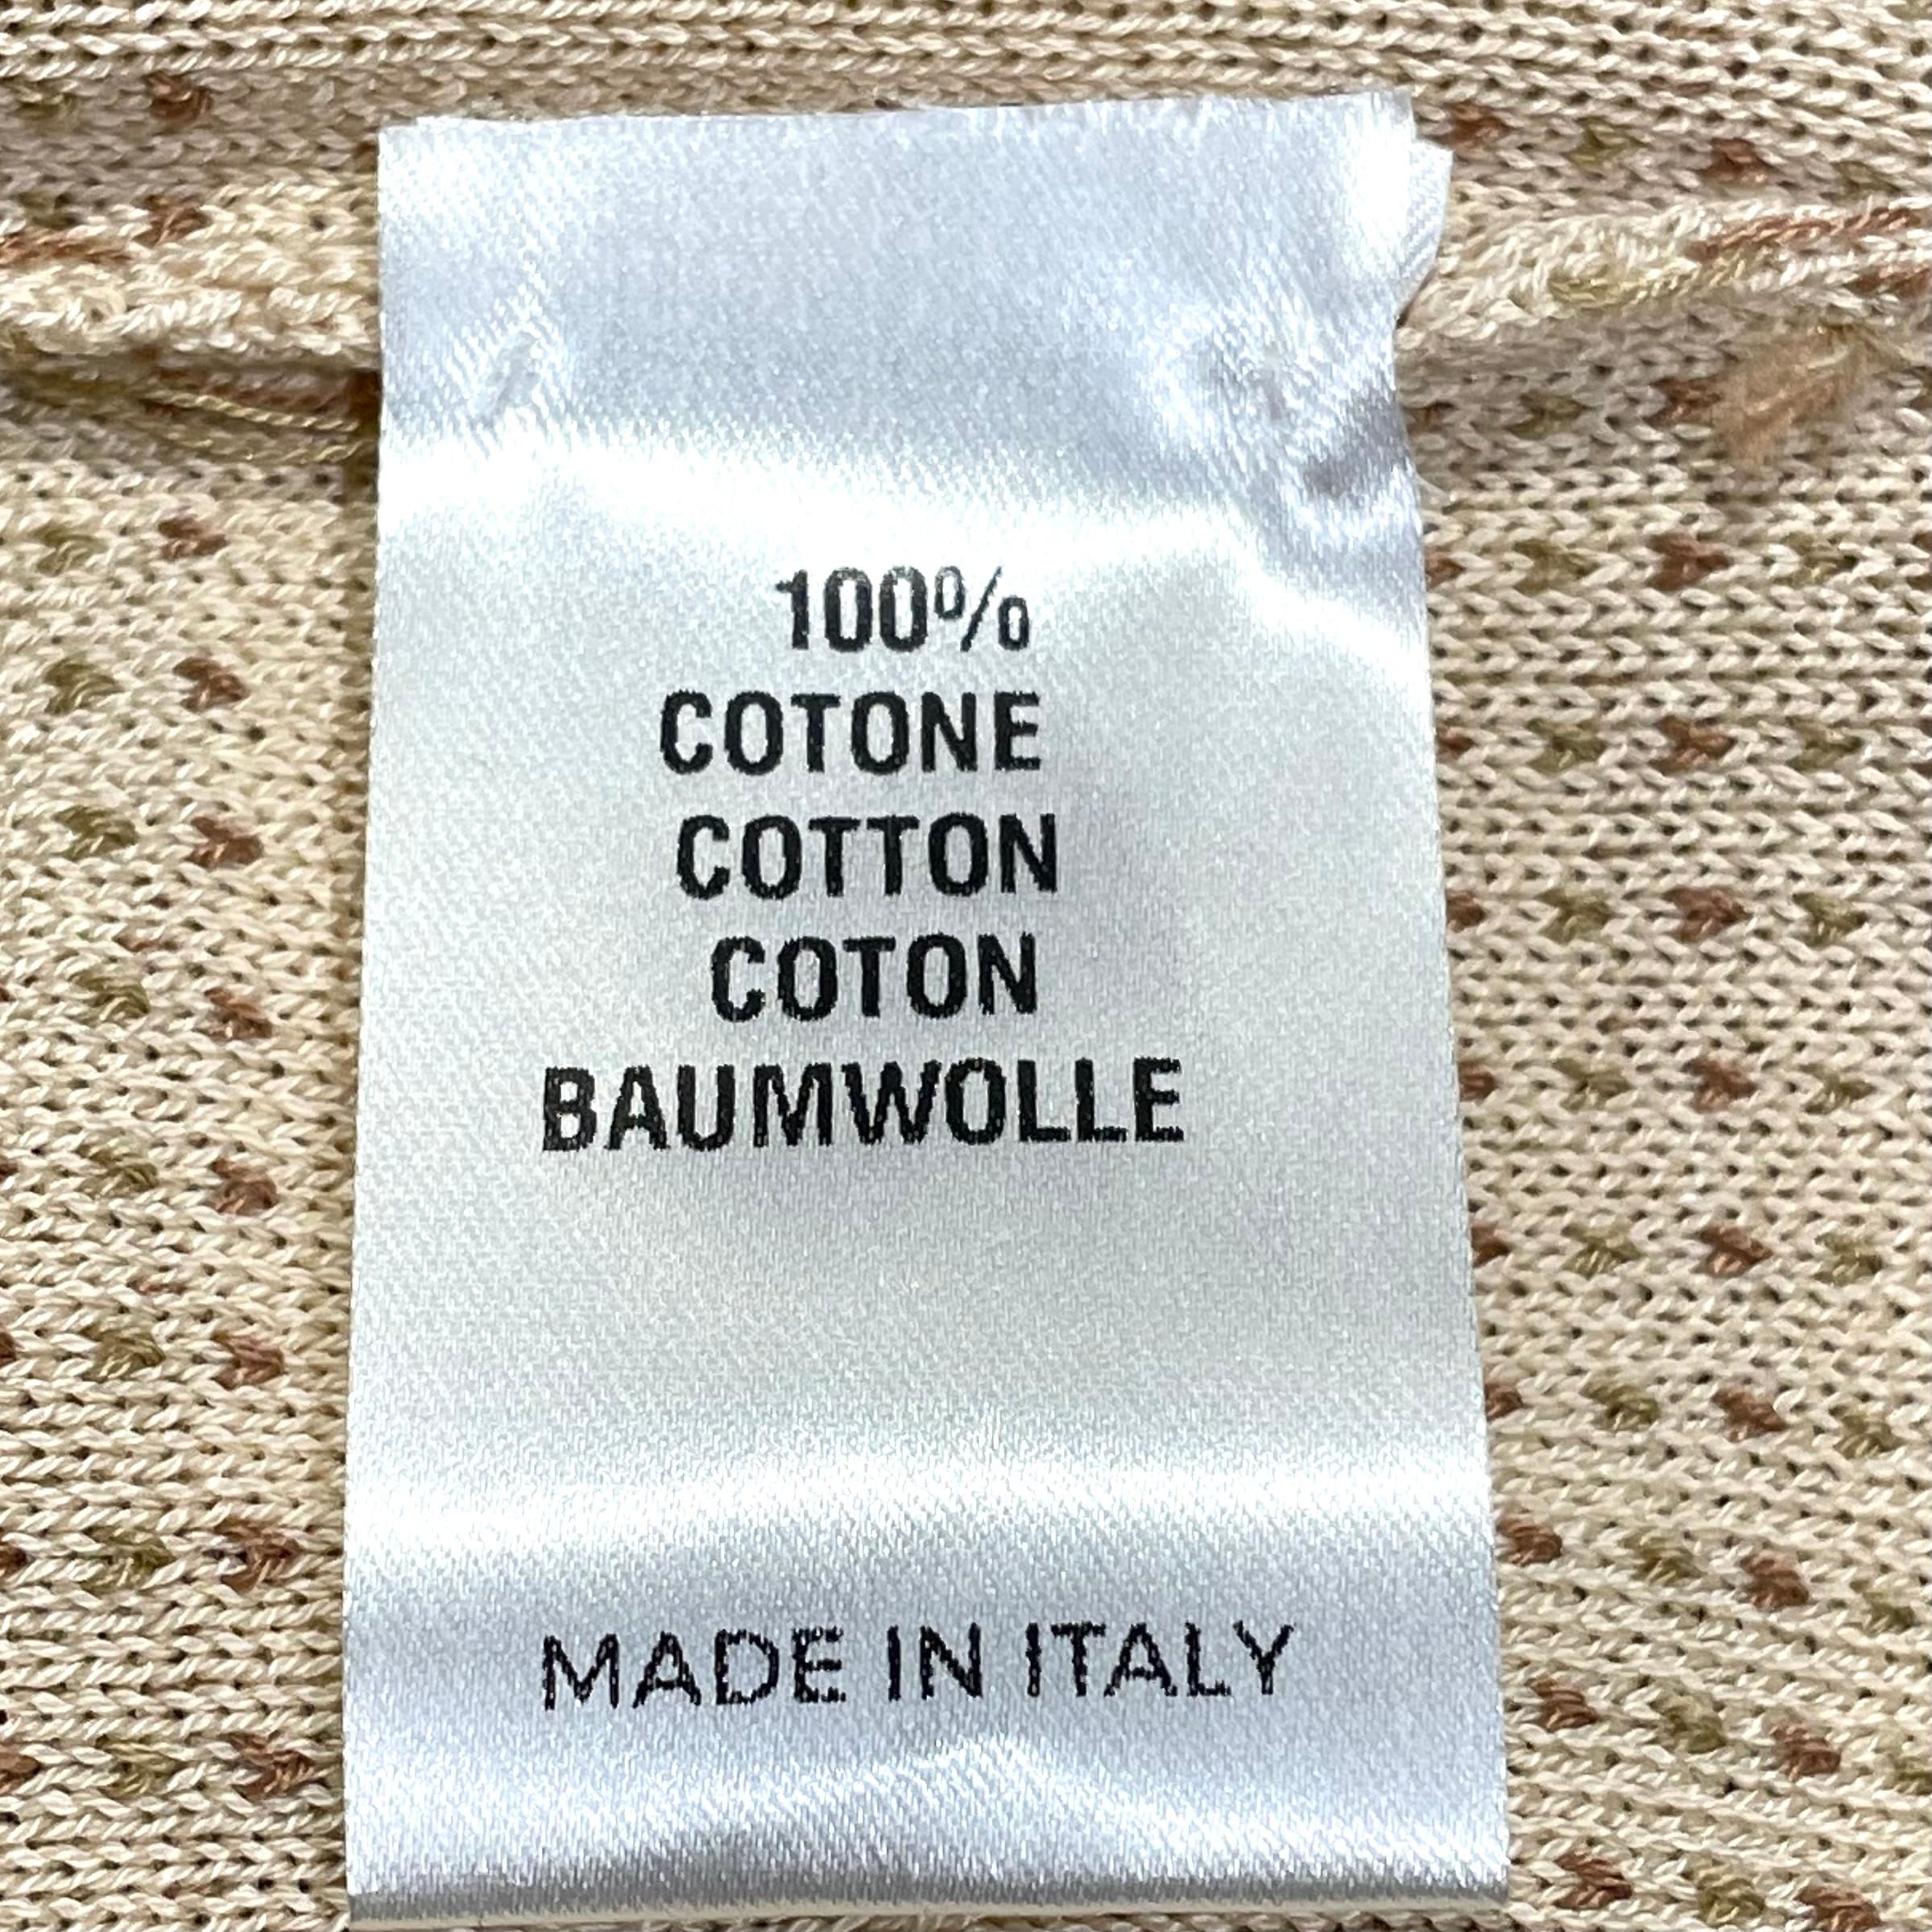 100%
COTONE
COTTON
COTON
BAUMWOLLE
MADE IN ITALY